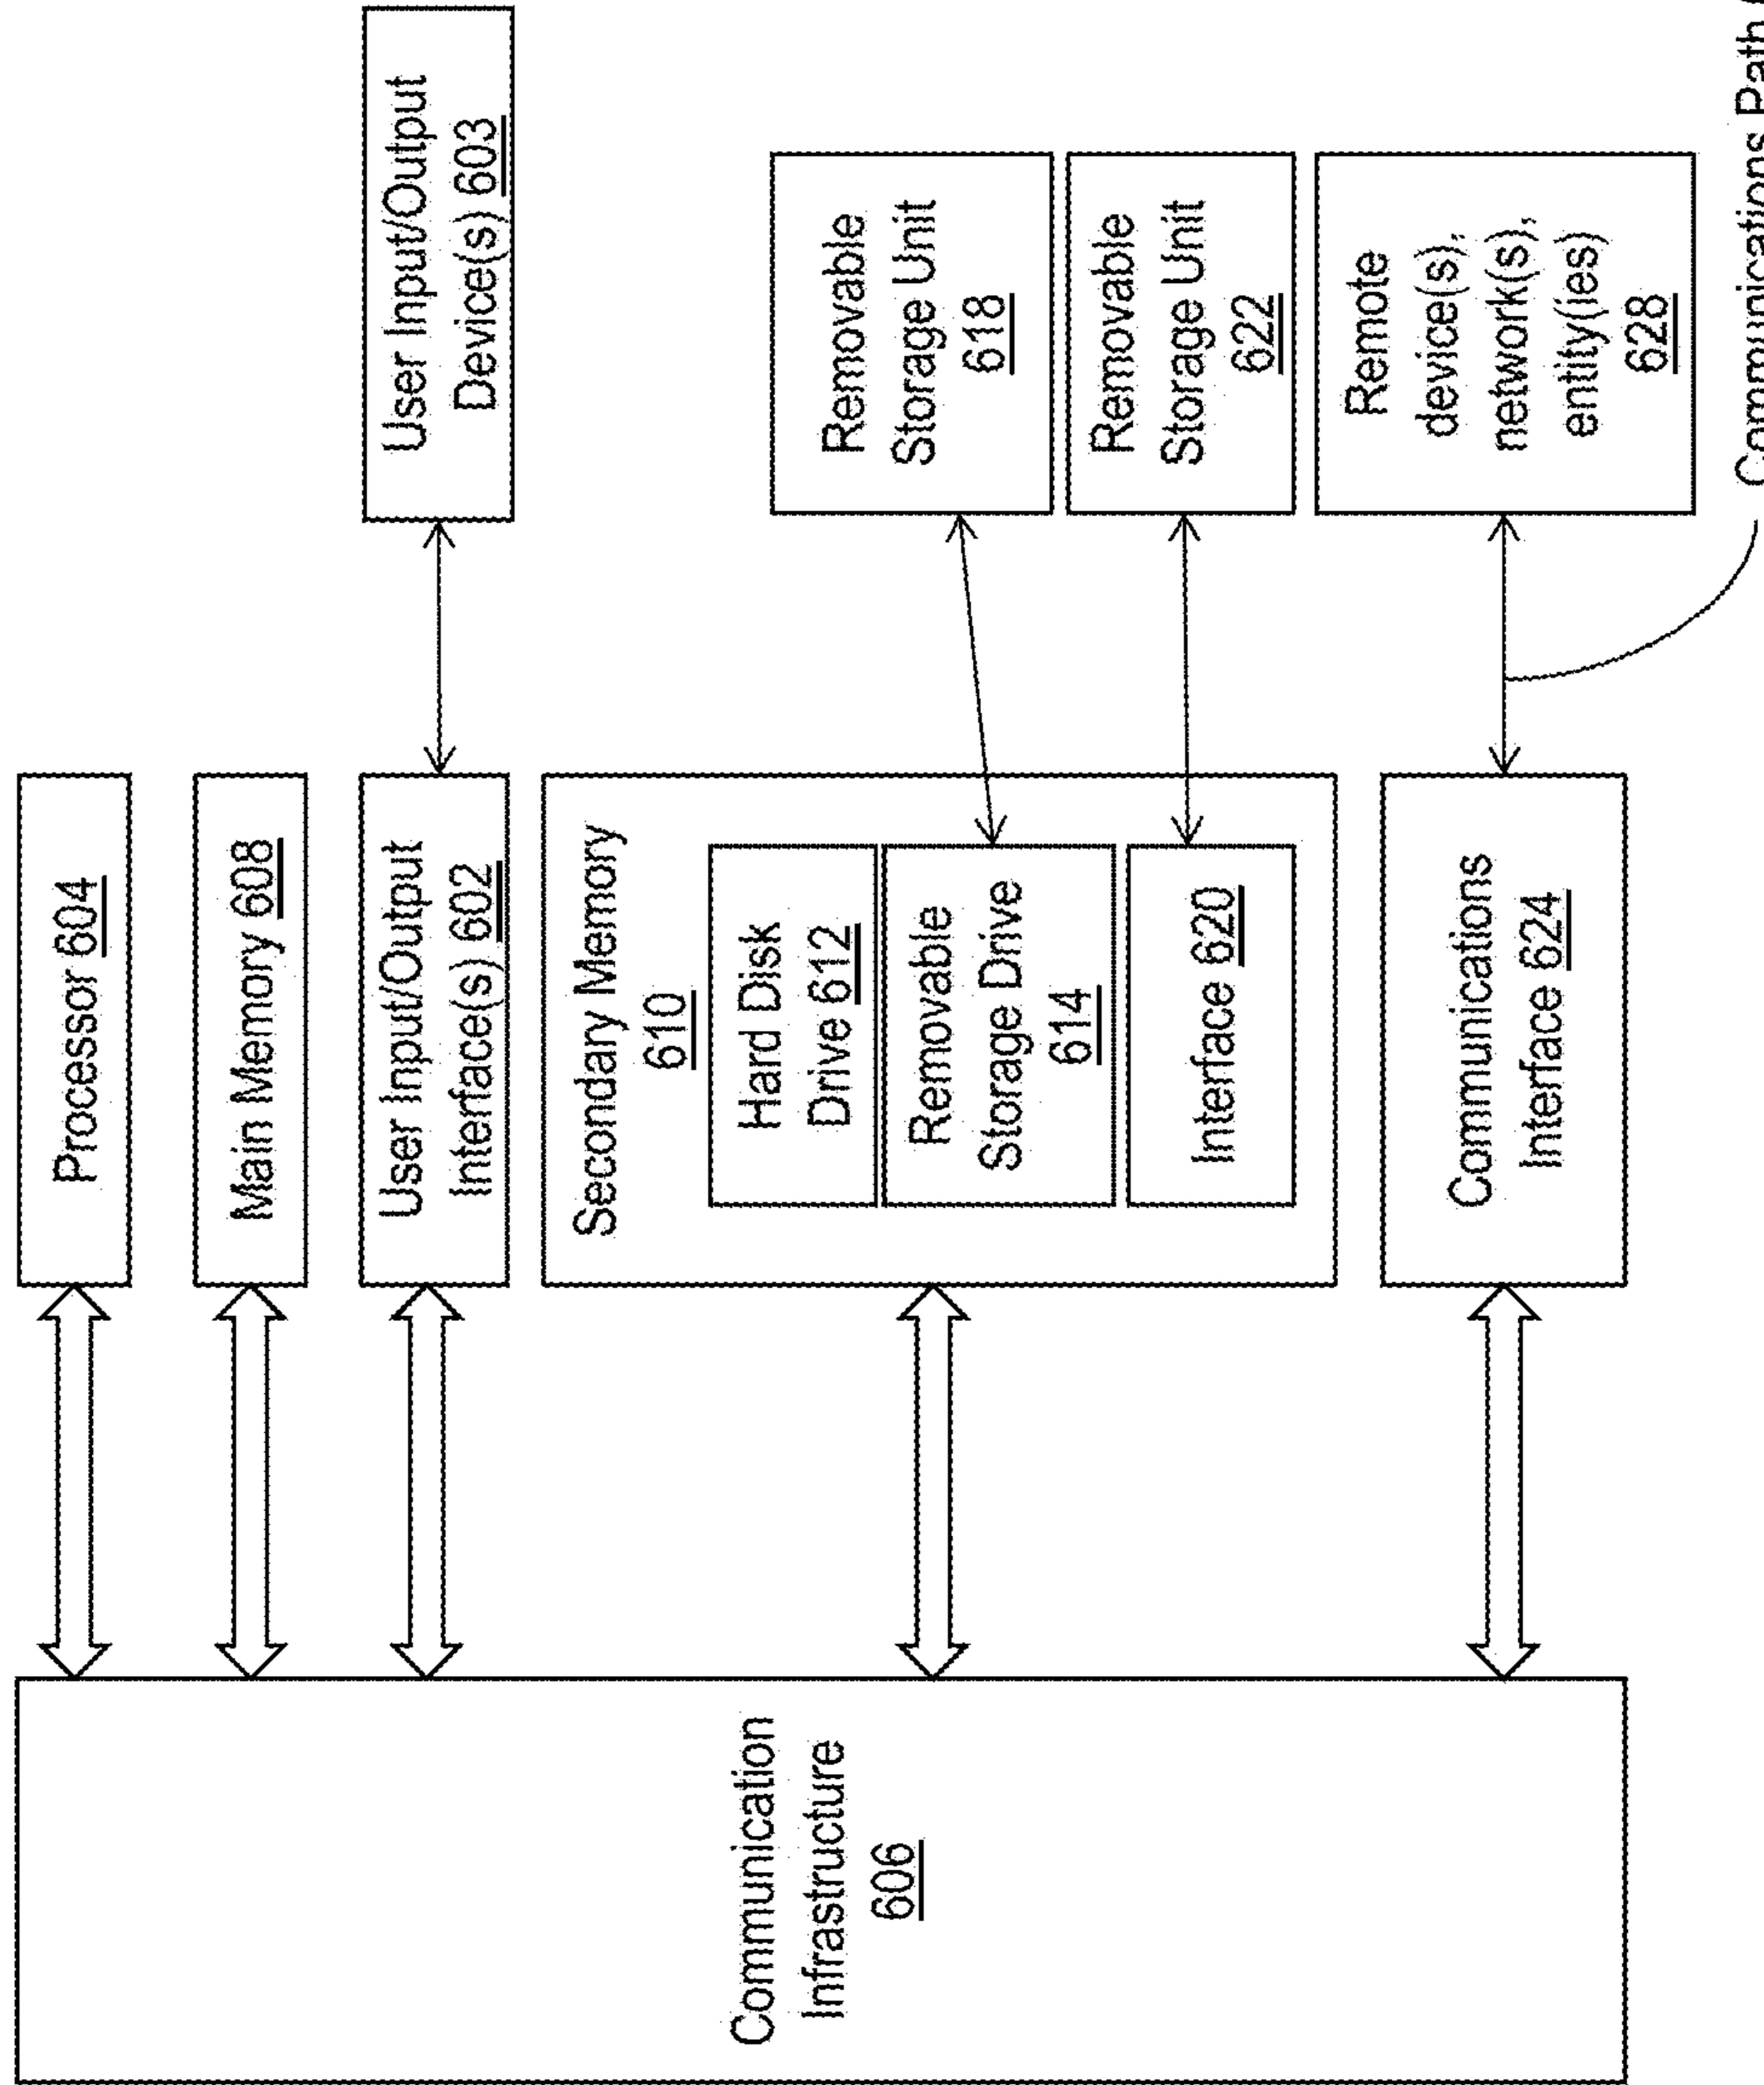 Processor 604
Main Memory 608
User Input/Output
Interface(s) 602
User Input/Output
Device(s) 603
Communication
Infrastructure
606
Secondary Memory
610
Hard Disk
Drive 612
Removable
Storage Drive
614
Interface 620
Removable
Storage Unit
618
Removable
Storage Unit
622
Communications
Interface 624
Remote
device(s),
network(s),
entity(ies)
628
Communications Path